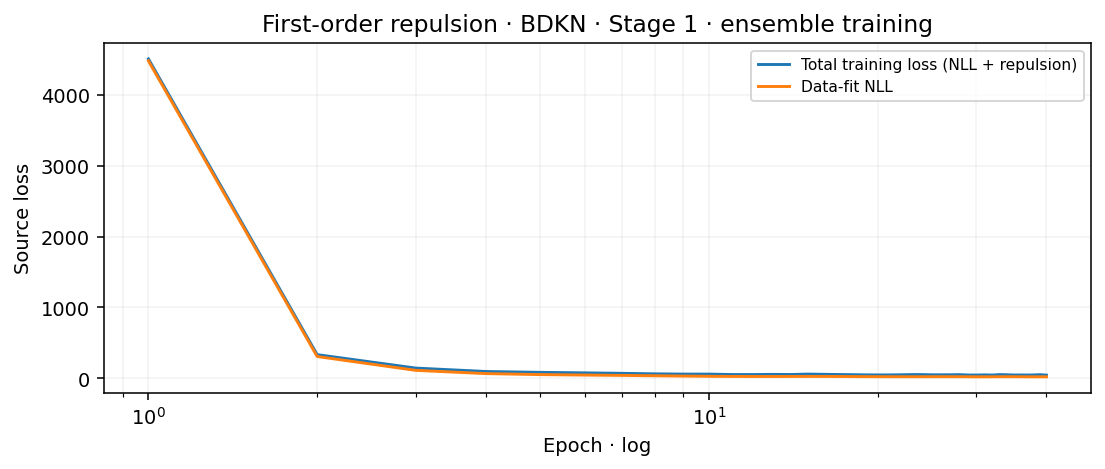 First-order repulsion · BDKN · Stage 1 · ensemble training
Total training loss (NLL + repulsion)
Data-fit NLL
Source loss
4000
3000
2000
1000
0
10⁰
10¹
Epoch · log